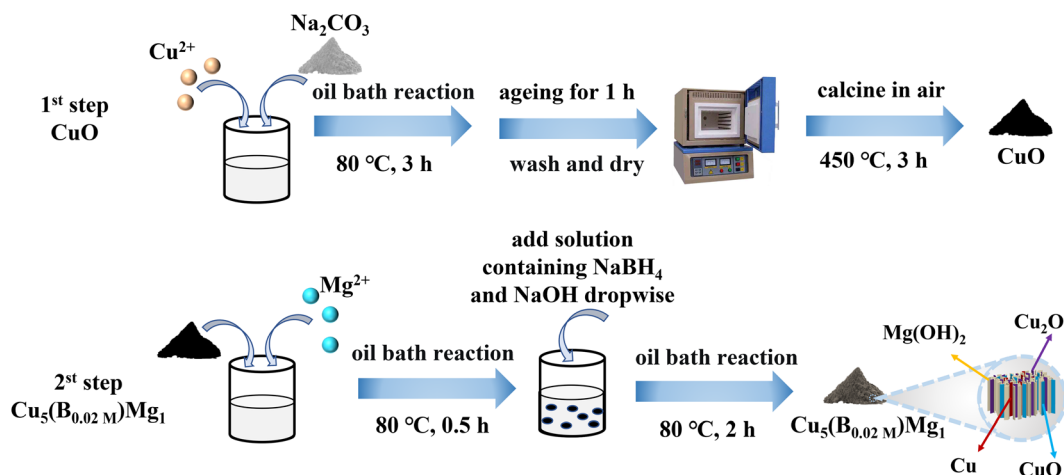 Cu²⁺
Na₂CO₃
1ˢᵗ step
CuO
oil bath reaction
80 °C, 3 h
ageing for 1 h
wash and dry
calcine in air
450 °C, 3 h
CuO
Mg²⁺
2ˢᵗ step
Cu₅(B₀.₀₂ M)Mg₁
oil bath reaction
80 °C, 0.5 h
add solution
containing NaBH₄
and NaOH dropwise
oil bath reaction
80 °C, 2 h
Cu₅(B₀.₀₂ M)Mg₁
Mg(OH)₂
Cu₂O
Cu
CuO